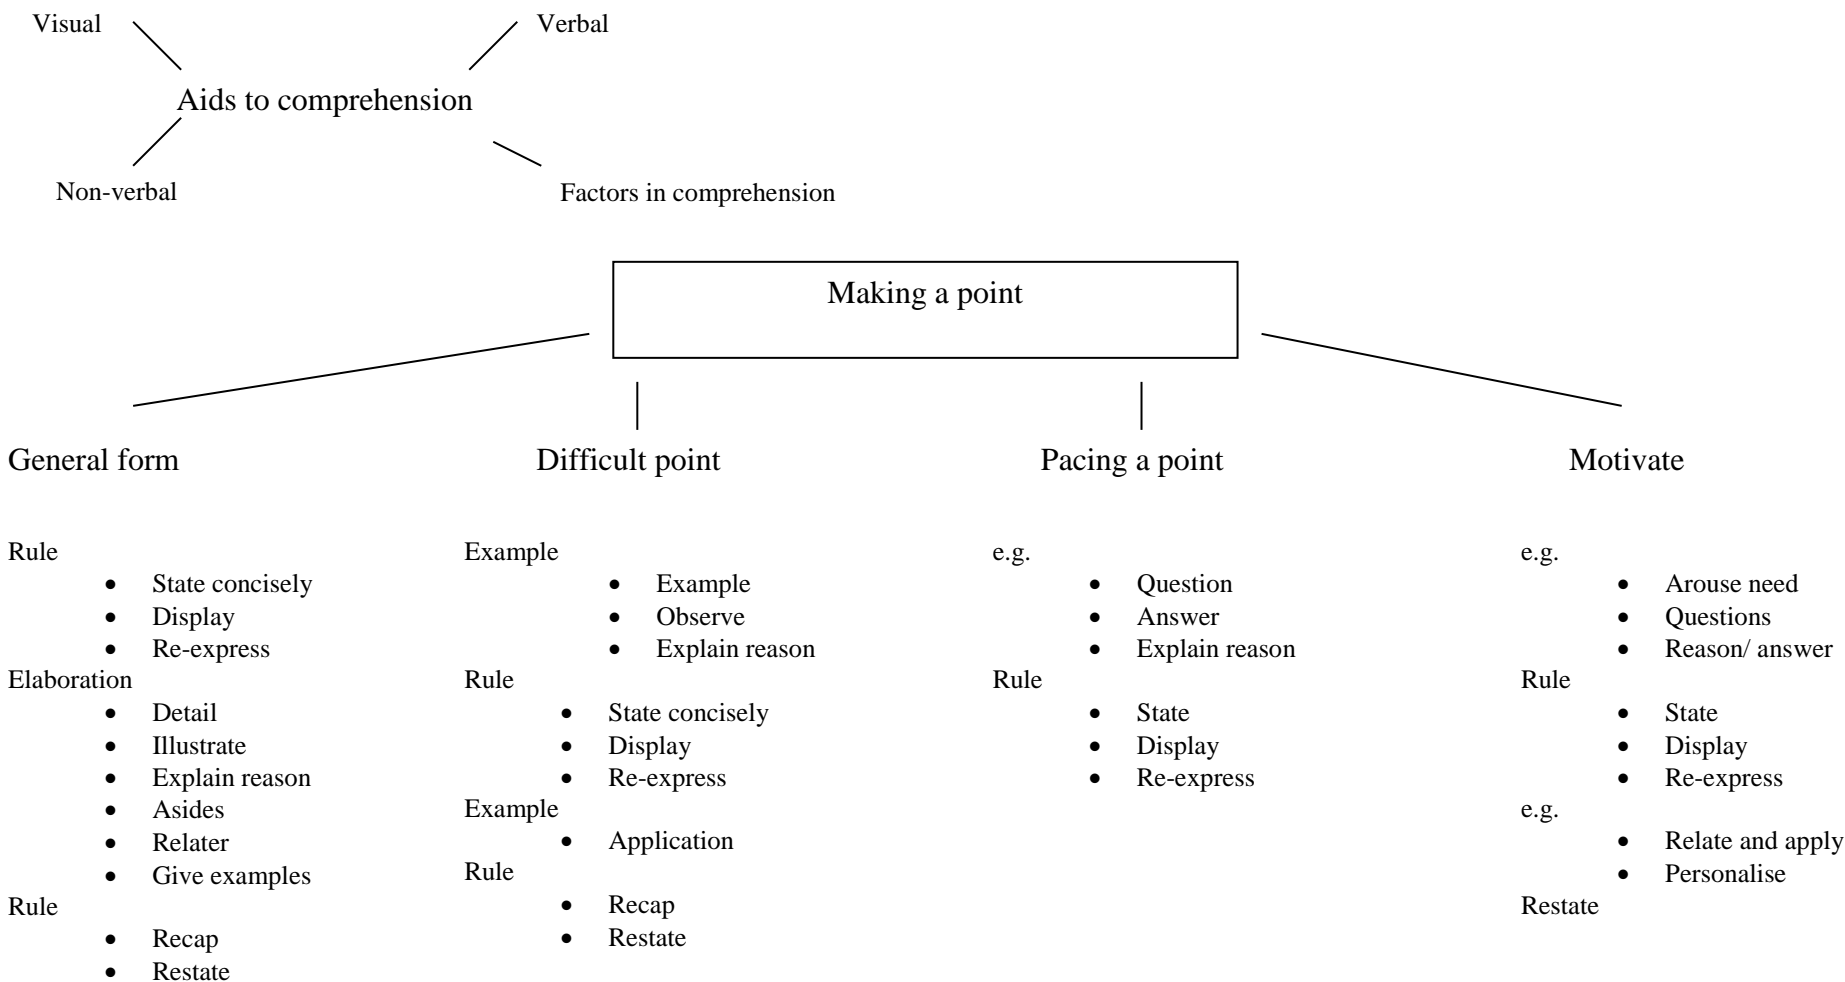 Visual
Verbal
Aids to comprehension
Non-verbal
Factors in comprehension
Making a point
General form
Rule
• State concisely
• Display
• Re-express
Elaboration
• Detail
• Illustrate
• Explain reason
• Asides
• Relater
• Give examples
Rule
• Recap
• Restate
Difficult point
Example
• Example
• Observe
• Explain reason
Rule
• State concisely
• Display
• Re-express
Example
• Application
Rule
• Recap
• Restate
Pacing a point
e.g.
• Question
• Answer
• Explain reason
Rule
• State
• Display
• Re-express
Motivate
e.g.
• Arouse need
• Questions
• Reason/ answer
Rule
• State
• Display
• Re-express
e.g.
• Relate and apply
• Personalise
Restate